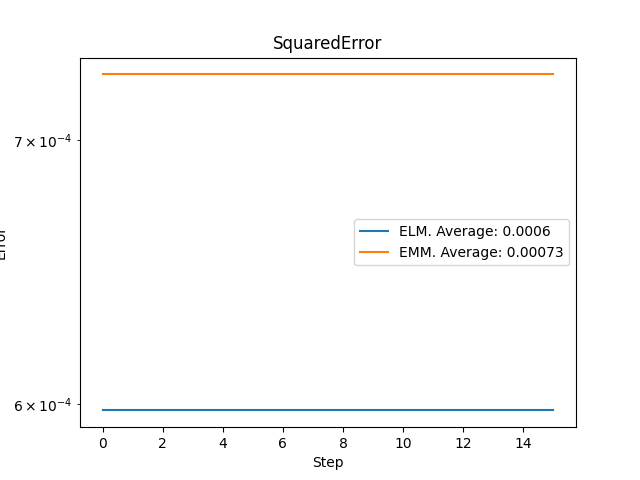 SquaredError
7 × 10⁻⁴
Error
ELM. Average: 0.0006
EMM. Average: 0.00073
6 × 10⁻⁴
0 2 4 6 8 10 12 14
Step